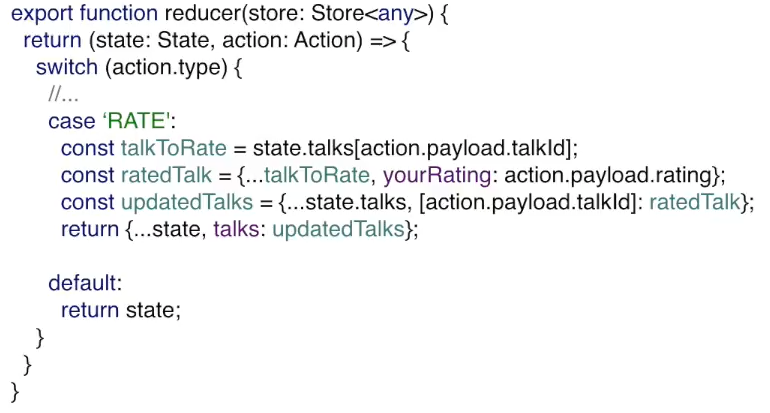 export function reducer(store: Store<any>) {
return (state: State, action: Action) => {
switch (action.type) {
//...
case ‘RATE':
const talkToRate = state.talks[action.payload.talkId];
const ratedTalk = {...talkToRate, yourRating: action.payload.rating};
const updatedTalks = {...state.talks, [action.payload.talkId]: ratedTalk};
return {...state, talks: updatedTalks};
default:
return state;
}
}
}